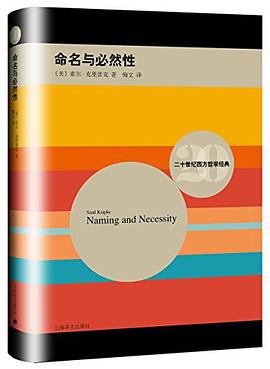 命名与必然性
（美）索尔·克里普克 著 梅文 译
20
二十世纪西方哲学经典
Saul Kripke
Naming and Necessity
上海译文出版社